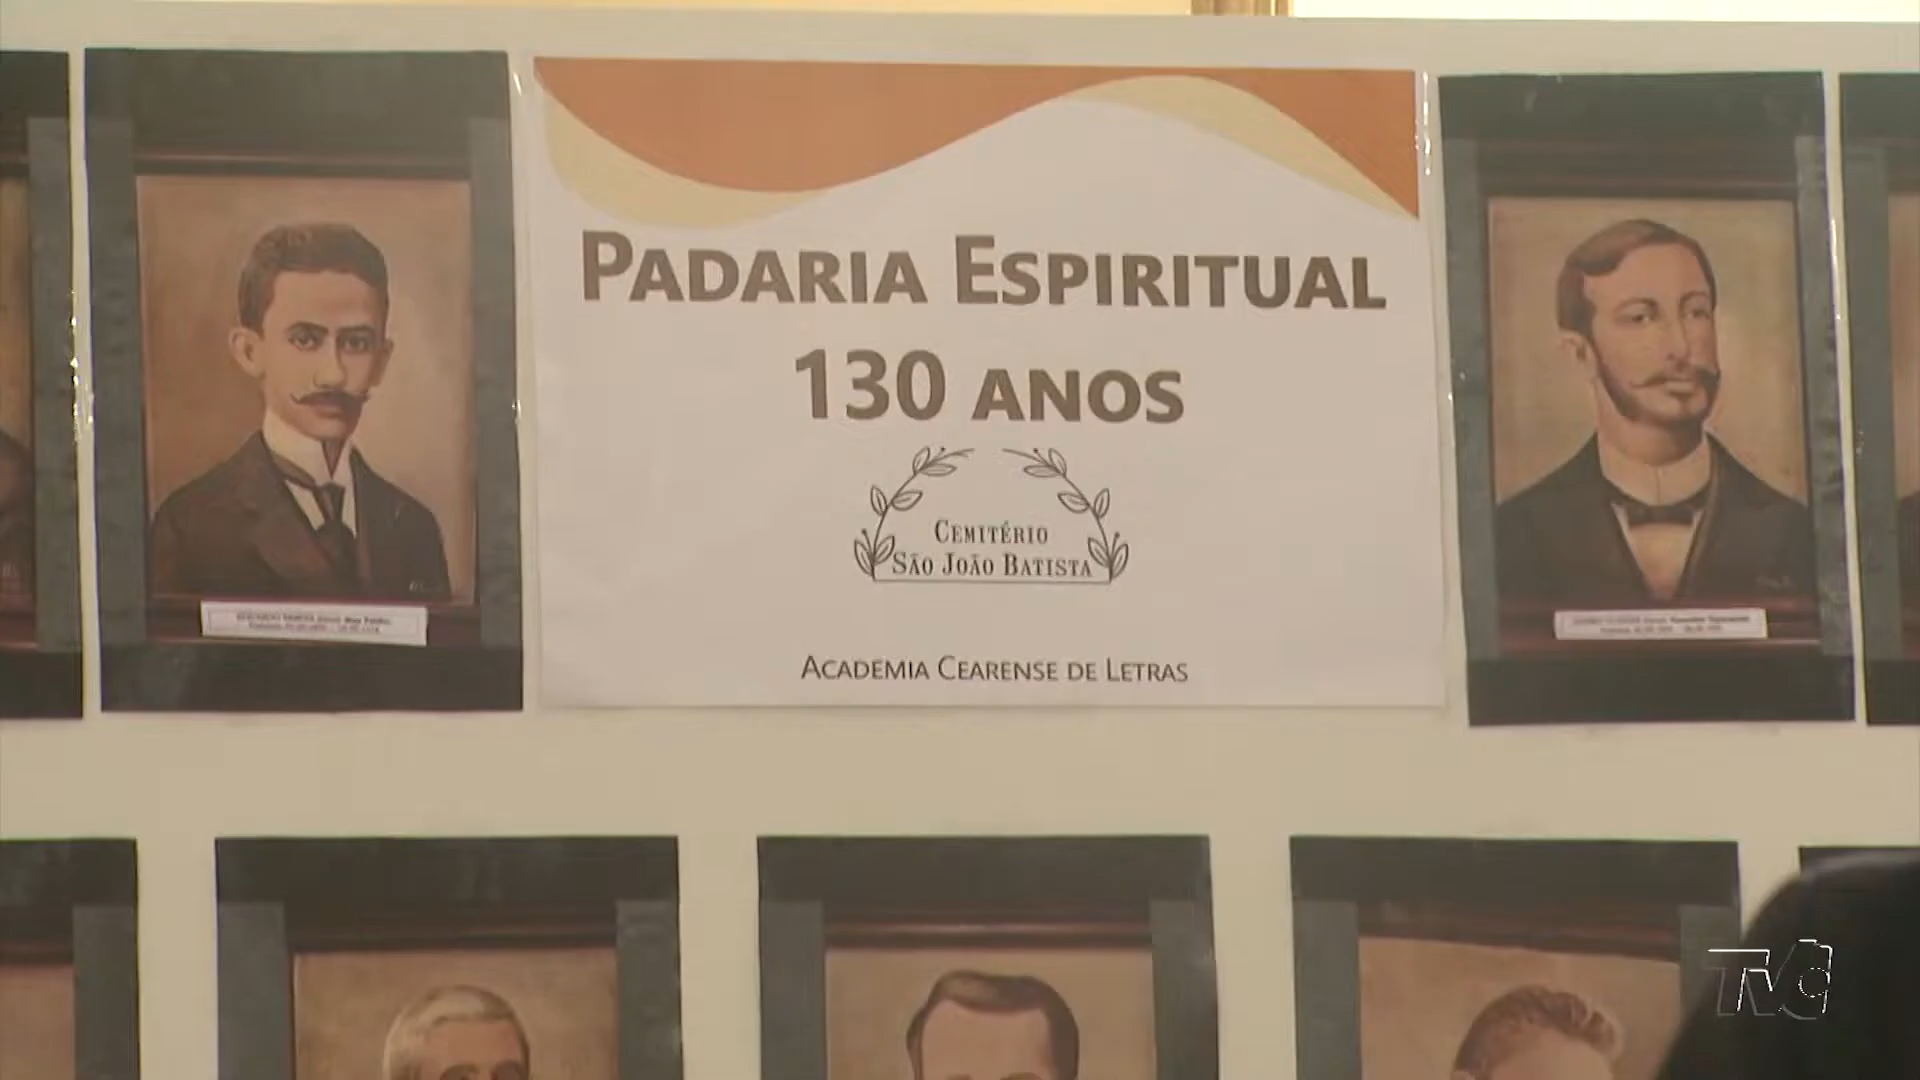 PADARIA ESPIRITUAL
130 ANOS
CEMITÉRIO
SÃO JOÃO BATISTA
ACADEMIA CEARENSE DE LETRAS
TVC